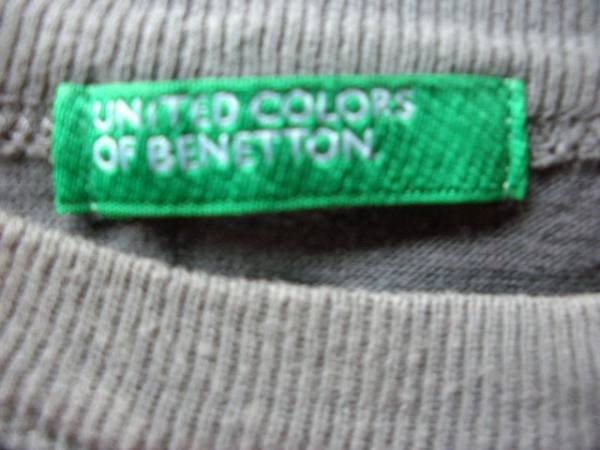 UNITED COLORS
OF BENETTON.